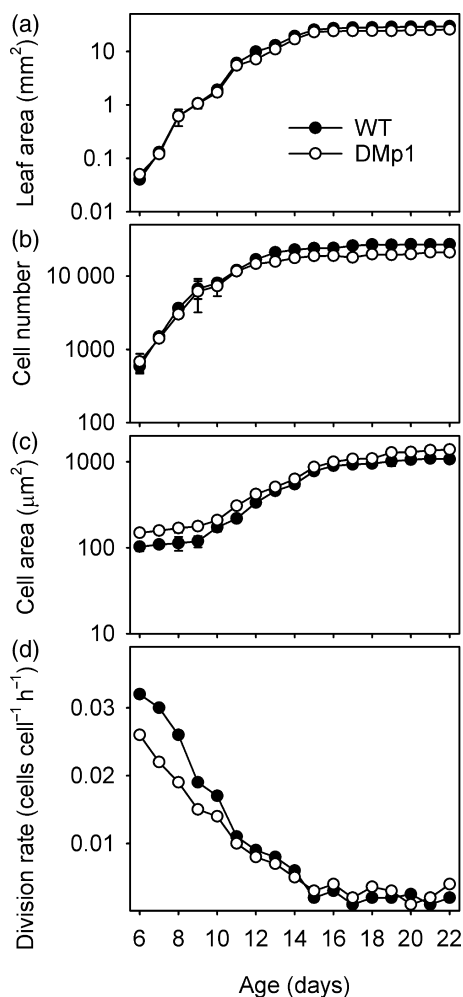 (a)
Leaf area (mm²)
10
1
0.1
0.01
WT
DMp1
(b)
Cell number
10 000
1000
100
(c)
Cell area (μm²)
1000
100
10
(d)
Division rate (cells cell⁻¹ h⁻¹)
0.03
0.02
0.01
6 8 10 12 14 16 18 20 22
Age (days)